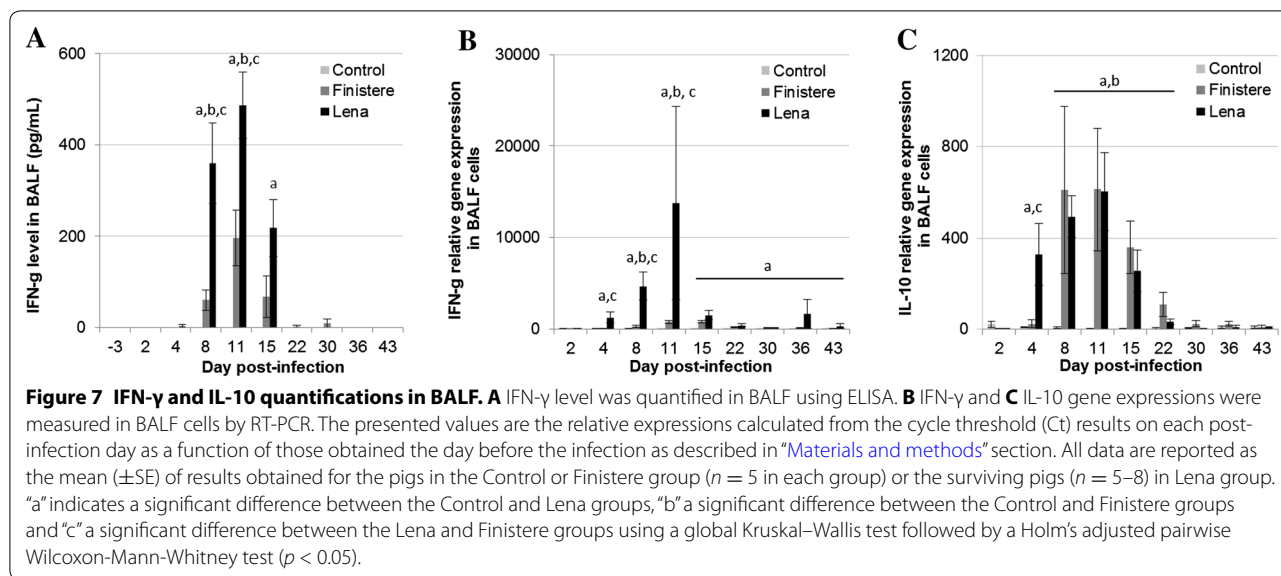 A
600
400
200
0
IFN-g level in BALF (pg/mL)
Control
Finistere
Lena
a,b,c
a,b,c
a
-3 2 4 8 11 15 22 30 36 43
Day post-infection
B
30000
20000
10000
0
IFN-g relative gene expression
in BALF cells
Control
Finistere
Lena
a,c
a,b,c
a,b, c
a
2 4 8 11 15 22 30 36 43
Day post-infection
C
1200
800
400
0
IL-10 relative gene expression
in BALF cells
Control
Finistere
Lena
a,c
a,b
2 4 8 11 15 22 30 36 43
Day post-infection
Figure 7 IFN-γ and IL-10 quantifications in BALF. A IFN-γ level was quantified in BALF using ELISA. B IFN-γ and C IL-10 gene expressions were
measured in BALF cells by RT-PCR. The presented values are the relative expressions calculated from the cycle threshold (Ct) results on each post-
infection day as a function of those obtained the day before the infection as described in “Materials and methods” section. All data are reported as
the mean (±SE) of results obtained for the pigs in the Control or Finistere group (n = 5 in each group) or the surviving pigs (n = 5–8) in Lena group.
“a” indicates a significant difference between the Control and Lena groups, “b” a significant difference between the Control and Finistere groups
and “c” a significant difference between the Lena and Finistere groups using a global Kruskal–Wallis test followed by a Holm’s adjusted pairwise
Wilcoxon-Mann-Whitney test (p < 0.05).